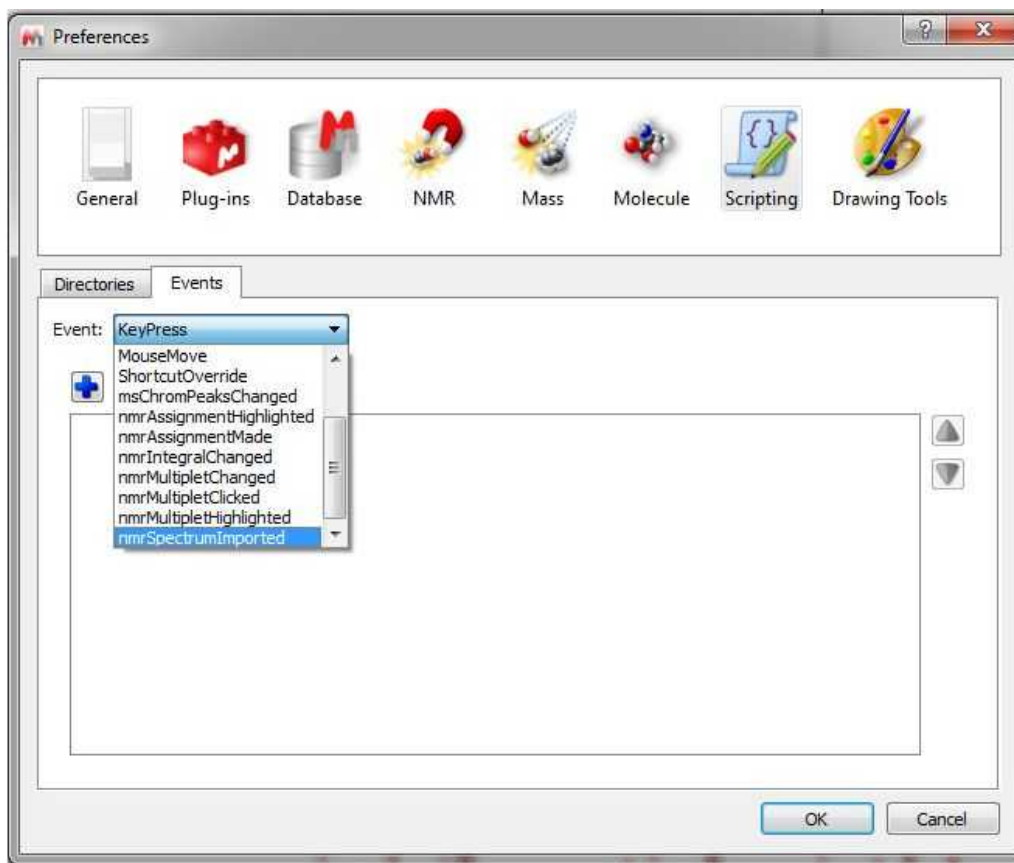 Preferences
General Plug-ins Database NMR Mass Molecule Scripting Drawing Tools
Directories Events
Event: KeyPress
MouseMove
ShortcutOverride
msChromPeaksChanged
nmrAssignmentHighlighted
nmrAssignmentMade
nmrIntegralChanged
nmrMultipletChanged
nmrMultipletClicked
nmrMultipletHighlighted
nmrSpectrumImported
OK Cancel